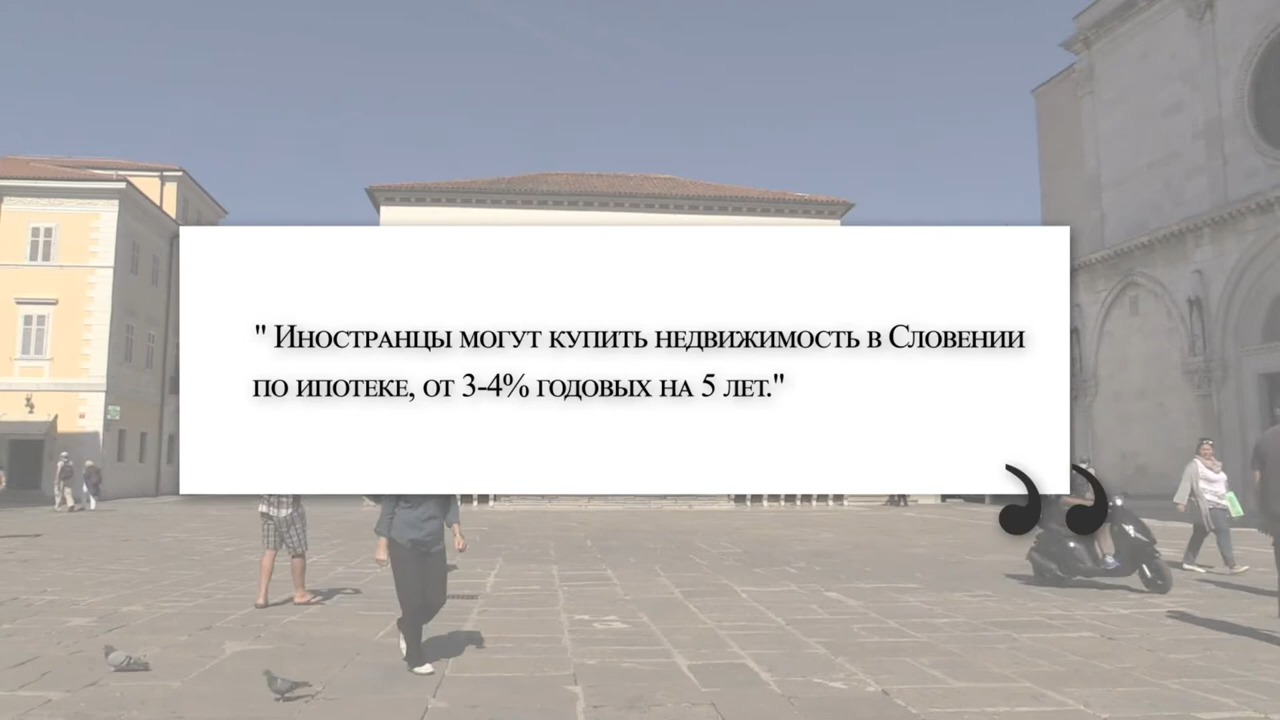 " Иностранцы могут купить недвижимость в Словении
по ипотеке, от 3-4% годовых на 5 лет."
”